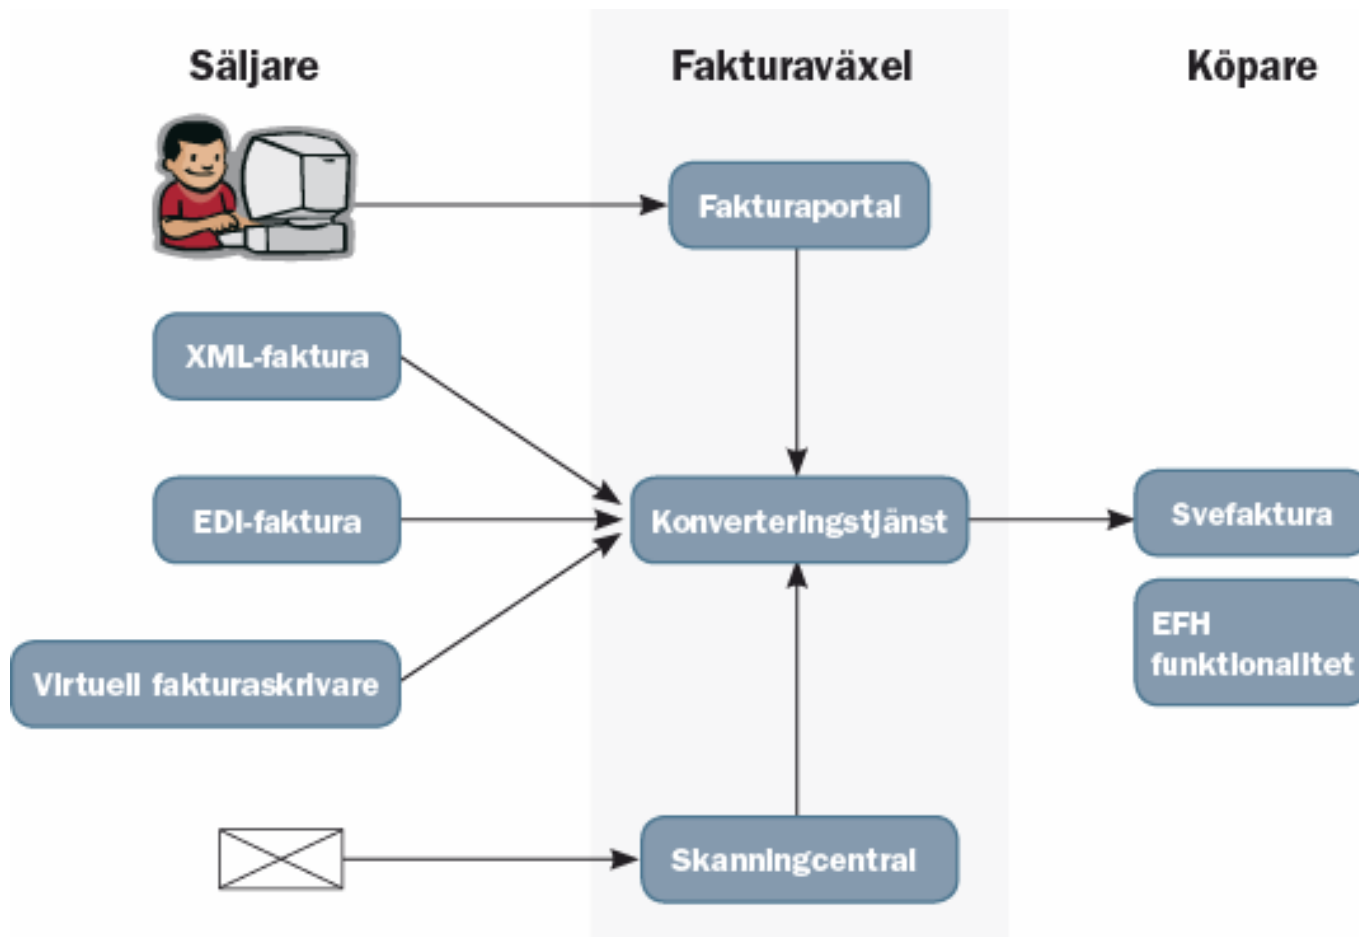 Säljare
Fakturaväxel
Köpare
Fakturaportal
XML-faktura
EDI-faktura
Konverteringstjänst
Svefaktura
EFH
funktionalitet
Virtuell fakturaskrivare
Skanningcentral